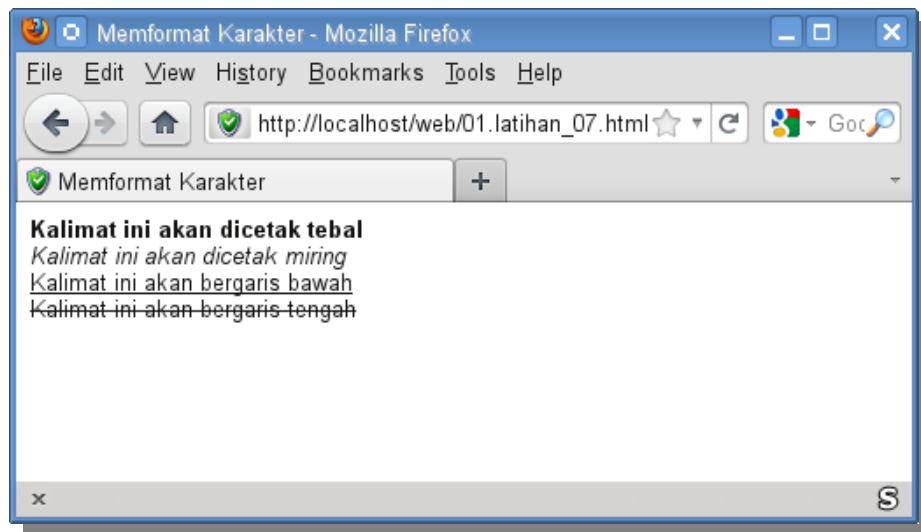 Memformat Karakter - Mozilla Firefox
File Edit View History Bookmarks Tools Help
http://localhost/web/01.latihan_07.html Goo
Memformat Karakter
Kalimat ini akan dicetak tebal
Kalimat ini akan dicetak miring
Kalimat ini akan bergaris bawah
Kalimat ini akan bergaris tengah
S